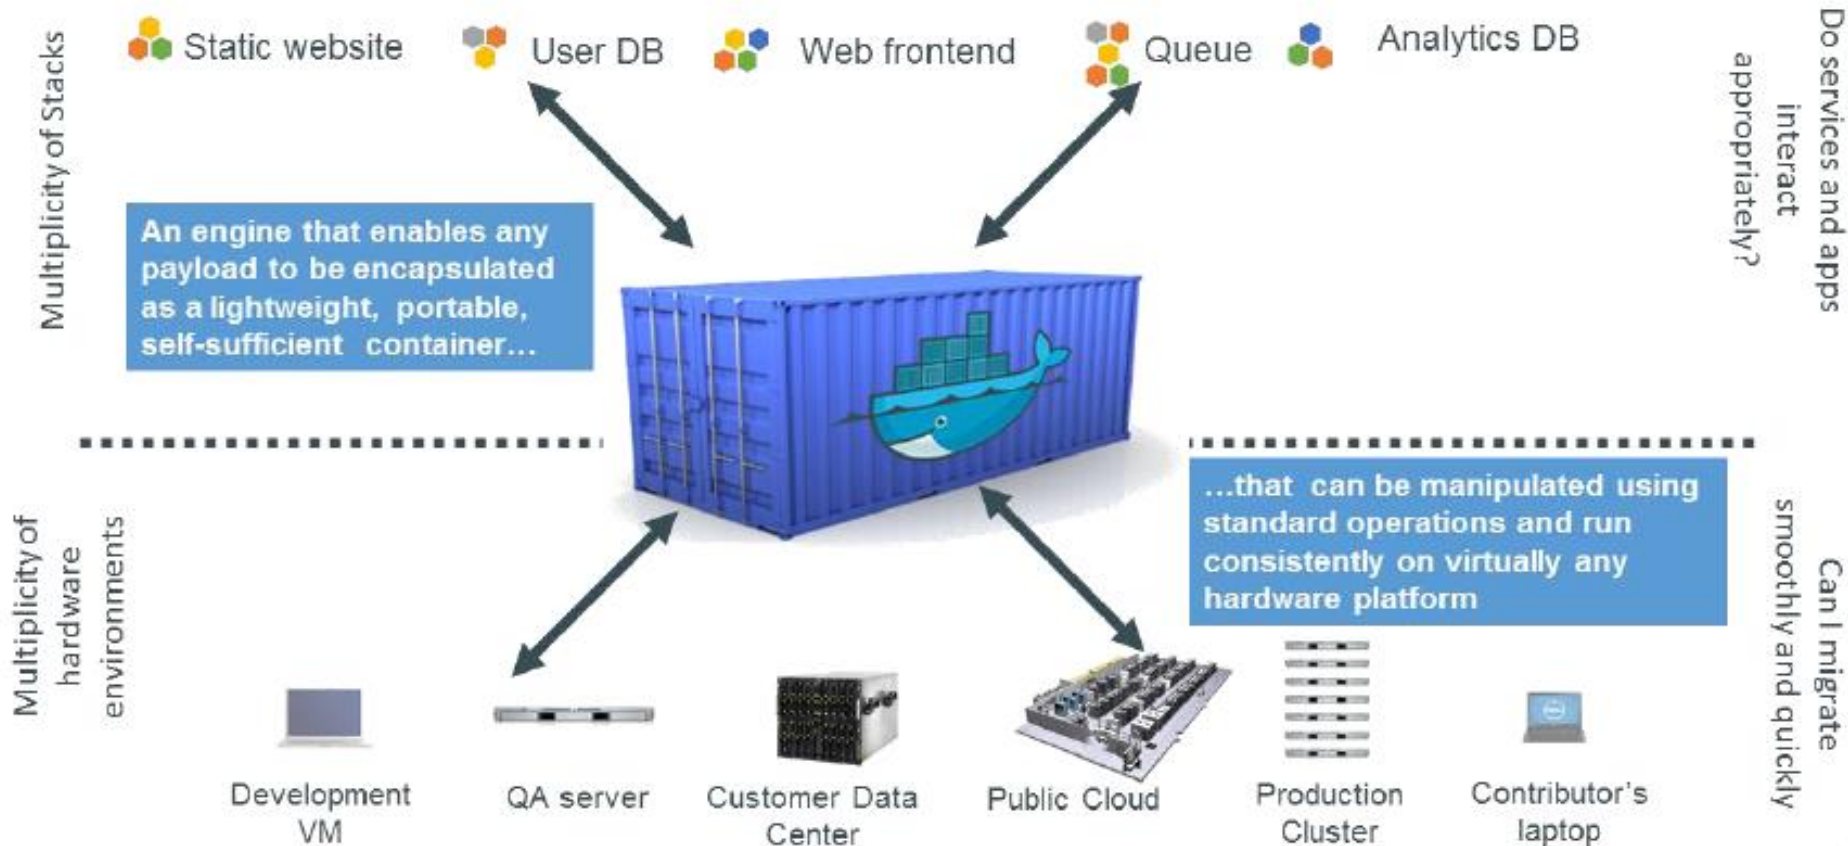 Static website
User DB
Web frontend
Queue
Analytics DB
Multiplicity of Stacks
Do services and apps
interact
appropriately?
An engine that enables any
payload to be encapsulated
as a lightweight, portable,
self-sufficient container…
…that can be manipulated using
standard operations and run
consistently on virtually any
hardware platform
Multiplicity of
hardware
environments
Can I migrate
smoothly and quickly
Development
VM
QA server
Customer Data
Center
Public Cloud
Production
Cluster
Contributor’s
laptop
DELL